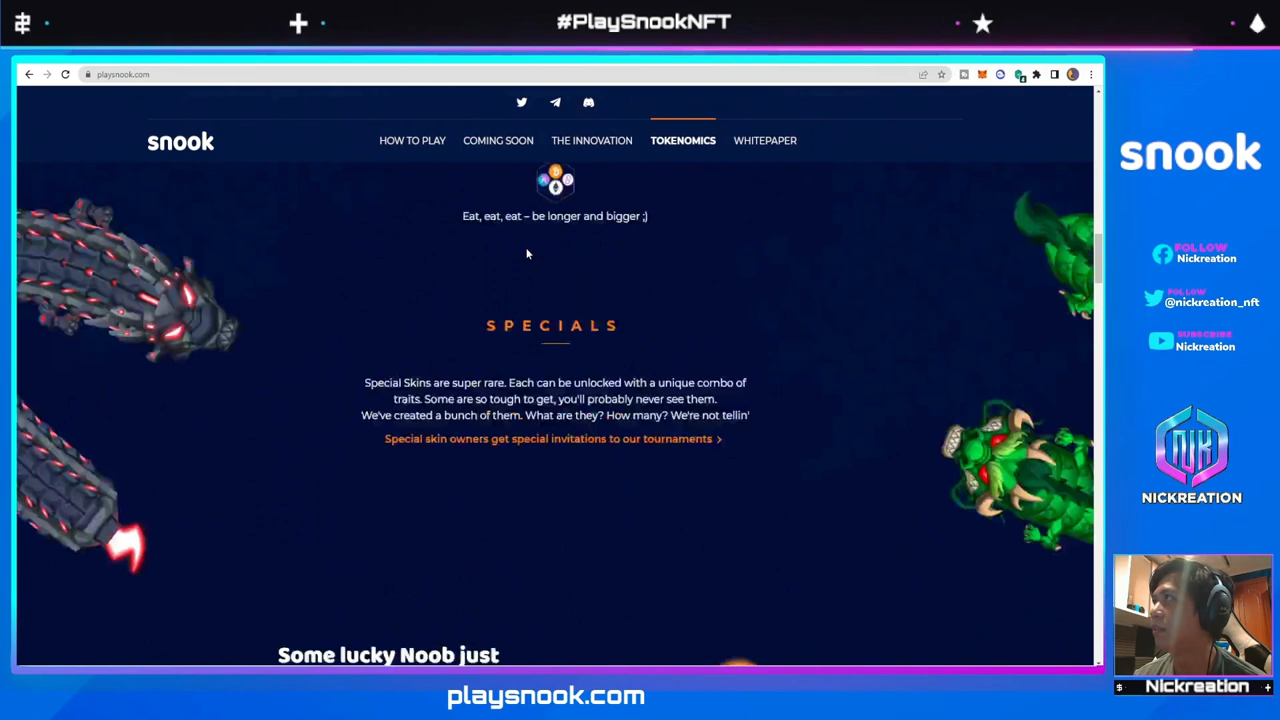 #PlaySnookNFT
playsnook.com
snook
HOW TO PLAY
COMING SOON
THE INNOVATION
TOKENOMICS
WHITEPAPER
Eat, eat, eat – be longer and bigger ;)
SPECIALS
Special Skins are super rare. Each can be unlocked with a unique combo of
traits. Some are so tough to get, you'll probably never see them.
We've created a bunch of them. What are they? How many? We're not tellin'
Special skin owners get special invitations to our tournaments >
Some lucky Noob just
snook
FOLLOW
Nickreation
FOLLOW
@nickreation_nft
SUBSCRIBE
Nickreation
NK
NICKREATION
Nickreation
playsnook.com